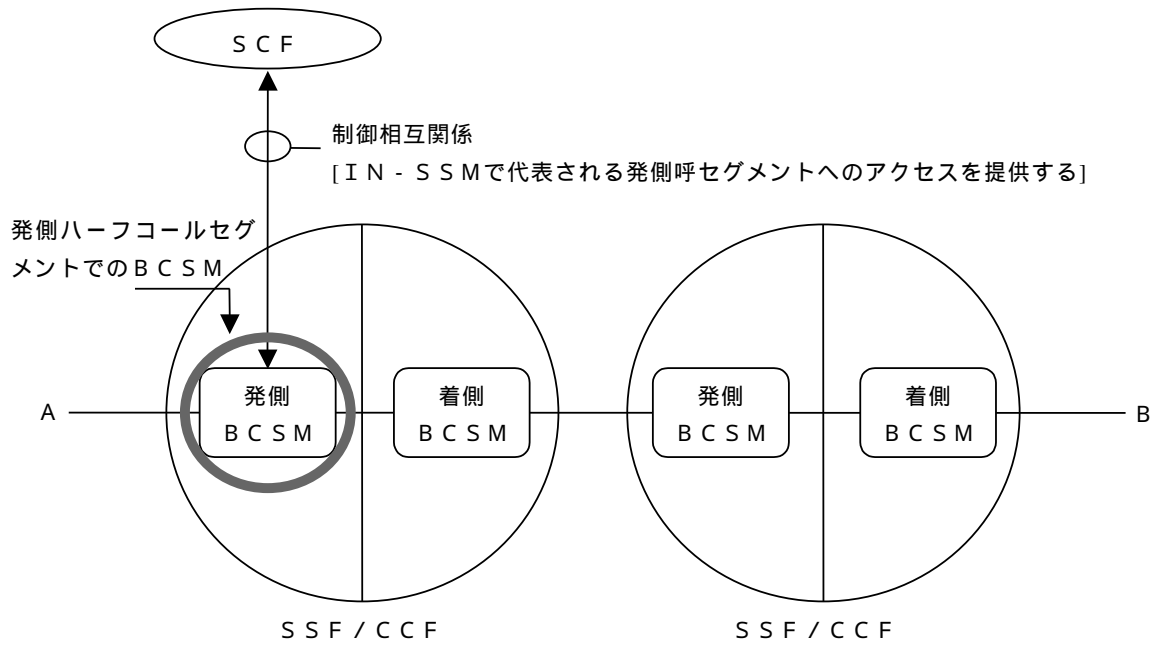 ＳＣＦ
制御相互関係
[ＩＮ‐ＳＳＭで代表される発側呼セグメントへのアクセスを提供する]
発側ハーフコールセグ
メントでのＢＣＳＭ
A
発側
ＢＣＳＭ
着側
ＢＣＳＭ
発側
ＢＣＳＭ
着側
ＢＣＳＭ
B
ＳＳＦ/ＣＣＦ
ＳＳＦ/ＣＣＦ